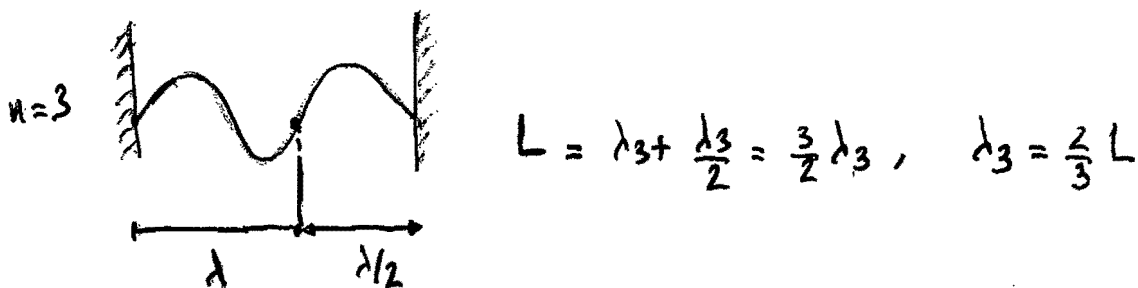 n=3
L = λ₃ + λ₃/2 = 3/2 λ₃ , λ₃ = 2/3 L
λ
λ/2